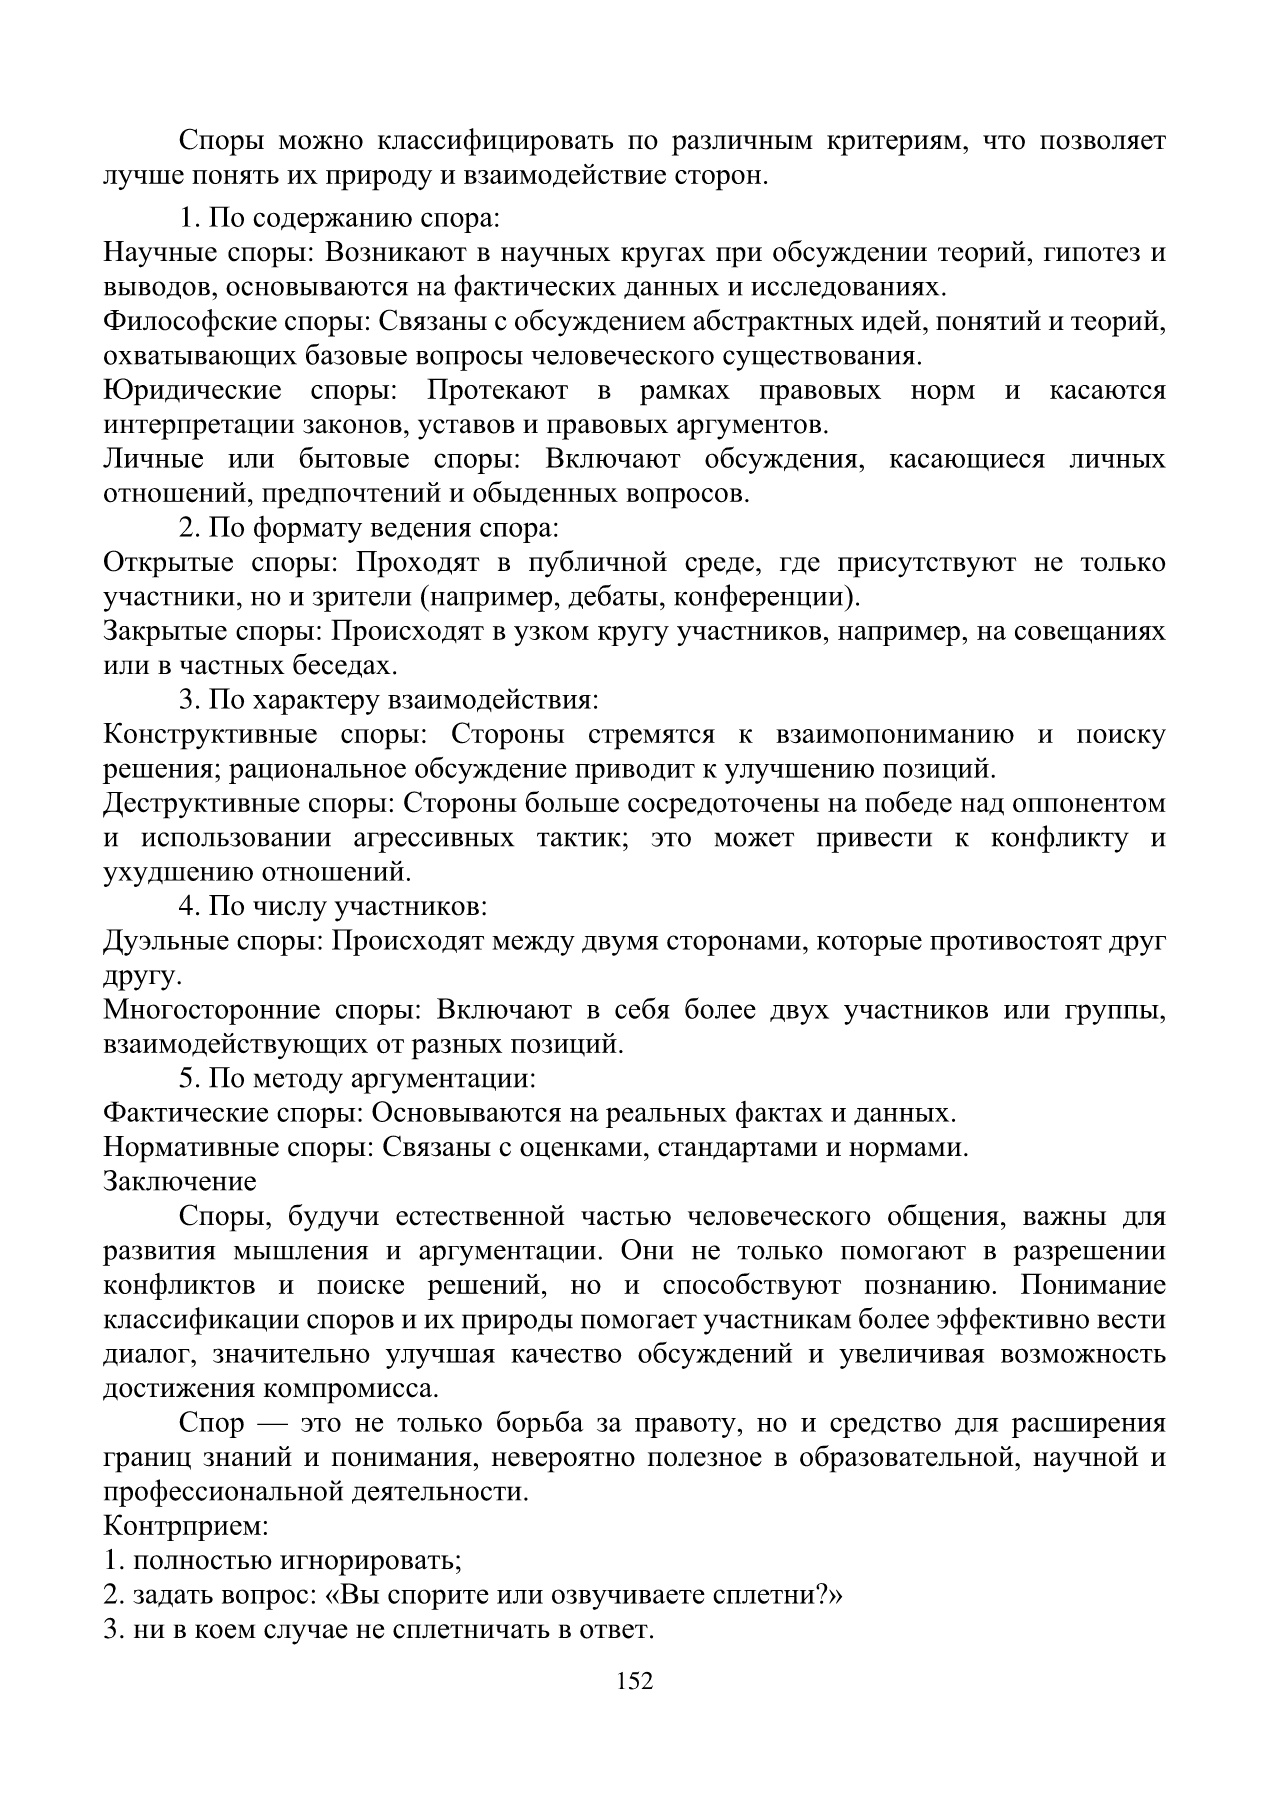 Споры можно классифицировать по различным критериям, что позволяет
лучше понять их природу и взаимодействие сторон.
1. По содержанию спора:
Научные споры: Возникают в научных кругах при обсуждении теорий, гипотез и
выводов, основываются на фактических данных и исследованиях.
Философские споры: Связаны с обсуждением абстрактных идей, понятий и теорий,
охватывающих базовые вопросы человеческого существования.
Юридические споры: Протекают в рамках правовых норм и касаются
интерпретации законов, уставов и правовых аргументов.
Личные или бытовые споры: Включают обсуждения, касающиеся личных
отношений, предпочтений и обыденных вопросов.
2. По формату ведения спора:
Открытые споры: Проходят в публичной среде, где присутствуют не только
участники, но и зрители (например, дебаты, конференции).
Закрытые споры: Происходят в узком кругу участников, например, на совещаниях
или в частных беседах.
3. По характеру взаимодействия:
Конструктивные споры: Стороны стремятся к взаимопониманию и поиску
решения; рациональное обсуждение приводит к улучшению позиций.
Деструктивные споры: Стороны больше сосредоточены на победе над оппонентом
и использовании агрессивных тактик; это может привести к конфликту и
ухудшению отношений.
4. По числу участников:
Дуэльные споры: Происходят между двумя сторонами, которые противостоят друг
другу.
Многосторонние споры: Включают в себя более двух участников или группы,
взаимодействующих от разных позиций.
5. По методу аргументации:
Фактические споры: Основываются на реальных фактах и данных.
Нормативные споры: Связаны с оценками, стандартами и нормами.
Заключение
Споры, будучи естественной частью человеческого общения, важны для
развития мышления и аргументации. Они не только помогают в разрешении
конфликтов и поиске решений, но и способствуют познанию. Понимание
классификации споров и их природы помогает участникам более эффективно вести
диалог, значительно улучшая качество обсуждений и увеличивая возможность
достижения компромисса.
Спор — это не только борьба за правоту, но и средство для расширения
границ знаний и понимания, невероятно полезное в образовательной, научной и
профессиональной деятельности.
Контрприем:
1. полностью игнорировать;
2. задать вопрос: «Вы спорите или озвучиваете сплетни?»
3. ни в коем случае не сплетничать в ответ.
152